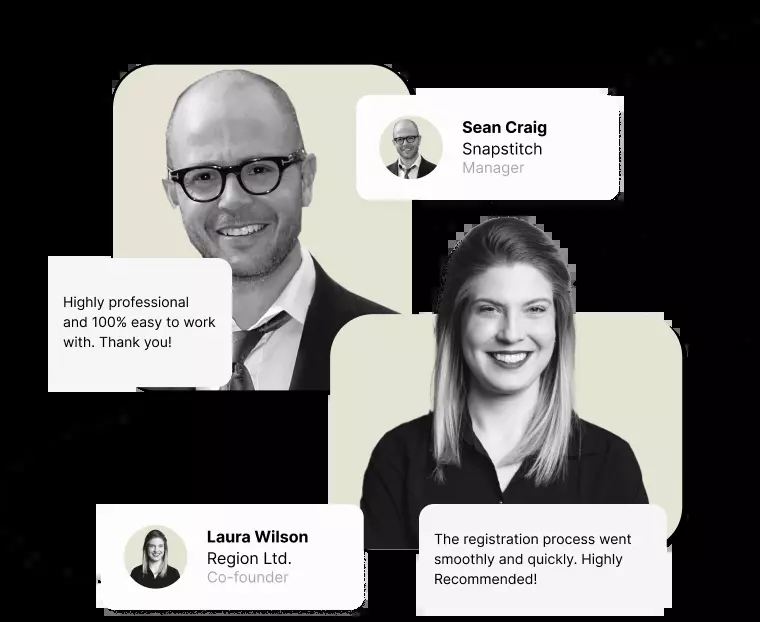 Sean Craig
Snapstitch
Manager
Highly professional
and 100% easy to work
with. Thank you!
Laura Wilson
Region Ltd.
Co-founder
The registration process went
smoothly and quickly. Highly
Recommended!